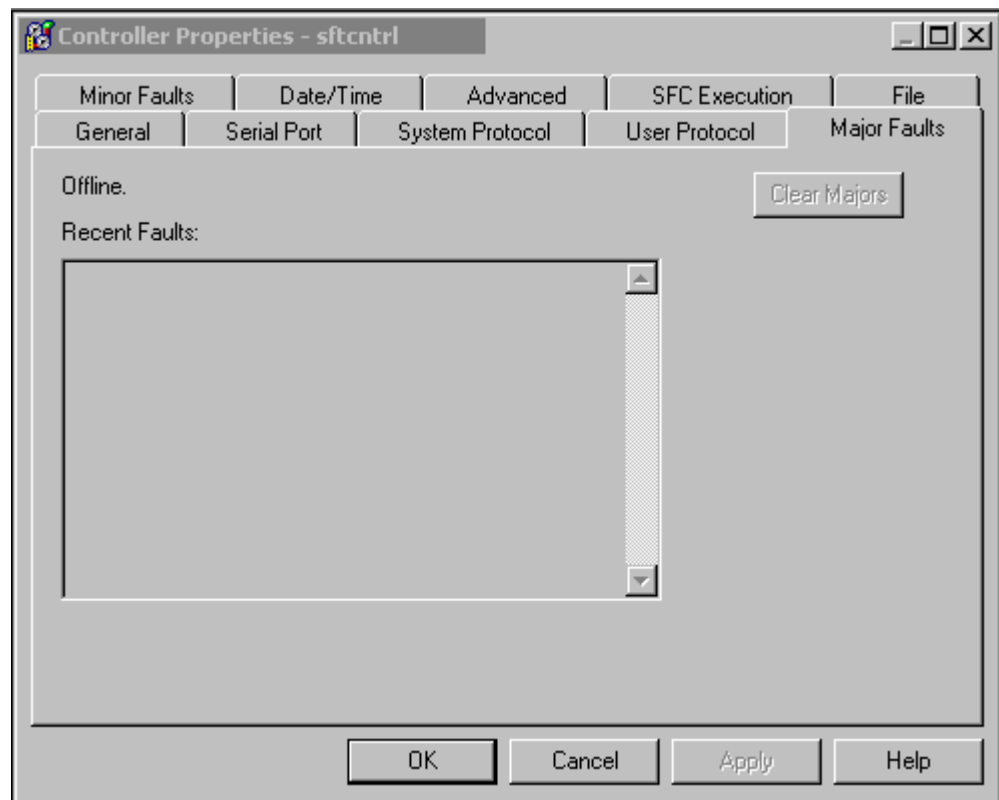 Controller Properties - sftcntrl
Minor Faults Date/Time Advanced SFC Execution File
General Serial Port System Protocol User Protocol Major Faults
Offline.
Clear Majors
Recent Faults:
OK Cancel Apply Help